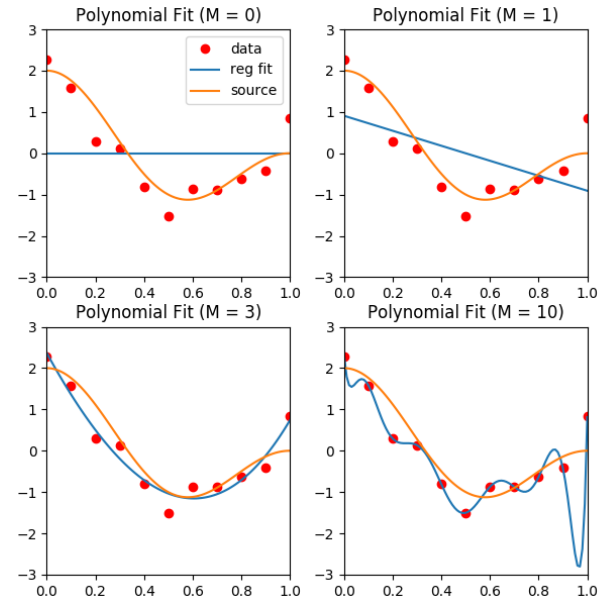 Polynomial Fit (M = 0)
3
2
1
0
−1
−2
−3
0.0 0.2 0.4 0.6 0.8 1.0
data
reg fit
source
Polynomial Fit (M = 1)
3
2
1
0
−1
−2
−3
0.0 0.2 0.4 0.6 0.8 1.0
Polynomial Fit (M = 3)
3
2
1
0
−1
−2
−3
0.0 0.2 0.4 0.6 0.8 1.0
Polynomial Fit (M = 10)
3
2
1
0
−1
−2
−3
0.0 0.2 0.4 0.6 0.8 1.0